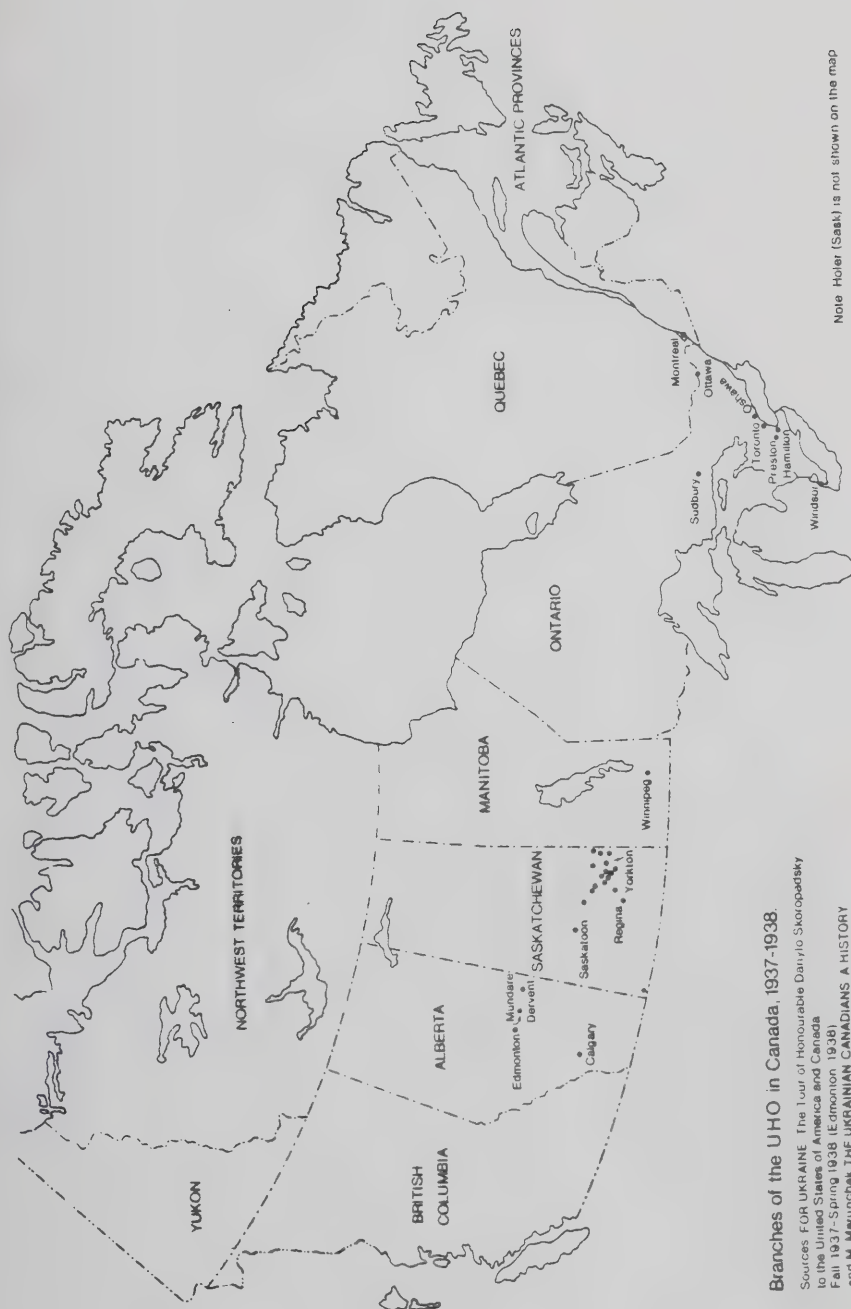 YUKON
NORTHWEST TERRITORIES
BRITISH
COLUMBIA
ALBERTA
SASKATCHEWAN
MANITOBA
ONTARIO
QUEBEC
ATLANTIC PROVINCES
Edmonton
Mundare
Dervent
Calgary
Saskatoon
Regina
Yorkton
Winnipeg
Sudbury
Montreal
Ottawa
Oshawa
Toronto
Preston
Hamilton
Windsor
Note Holer (Sask) is not shown on the map
Branches of the UHO in Canada, 1937-1938.
Sources FOR UKRAINE The Tour of Honourable Danylo Skoropadsky
to the United States of America and Canada
Fall 1937-Spring 1938 (Edmonton 1938)
and M. Marunchak THE UKRAINIAN CANADIANS A HISTORY